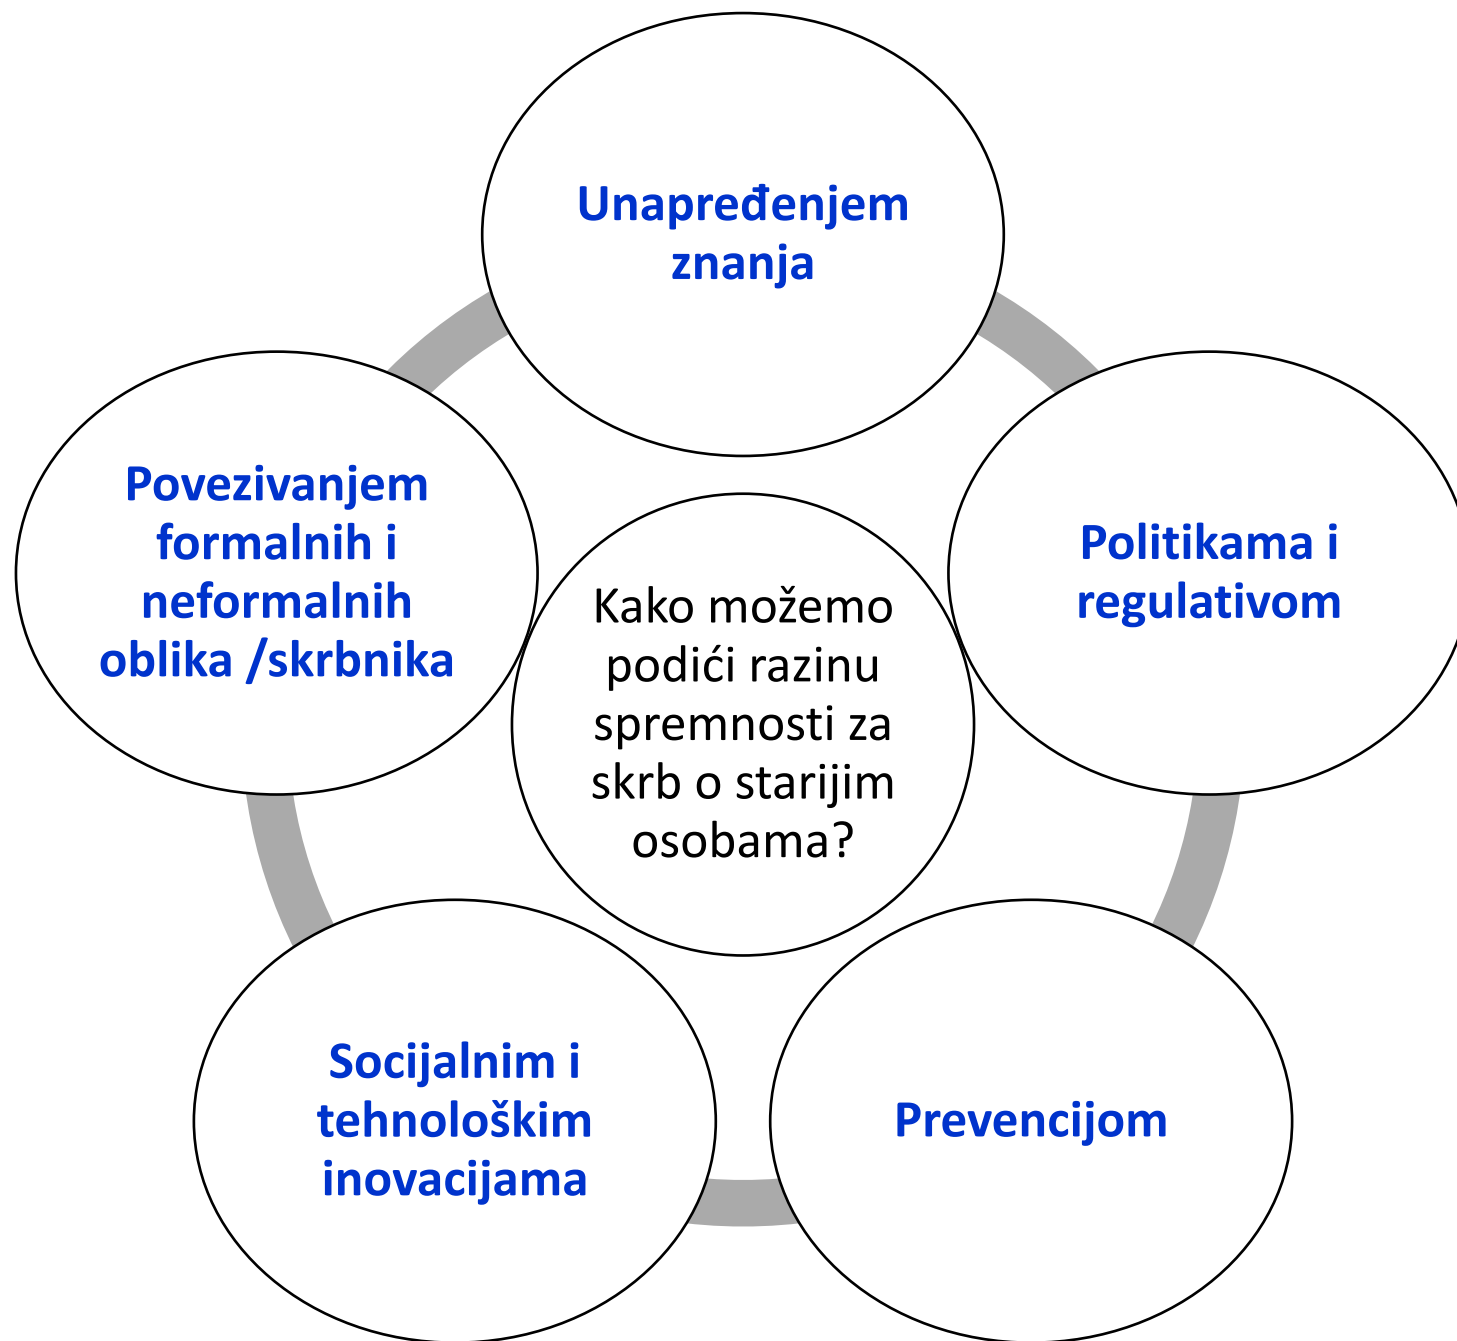 Unapređenjem
znanja
Povezivanjem
formalnih i
neformalnih
oblika /skrbnika
Politikama i
regulativom
Kako možemo
podići razinu
spremnosti za
skrb o starijim
osobama?
Socijalnim i
tehnološkim
inovacijama
Prevencijom